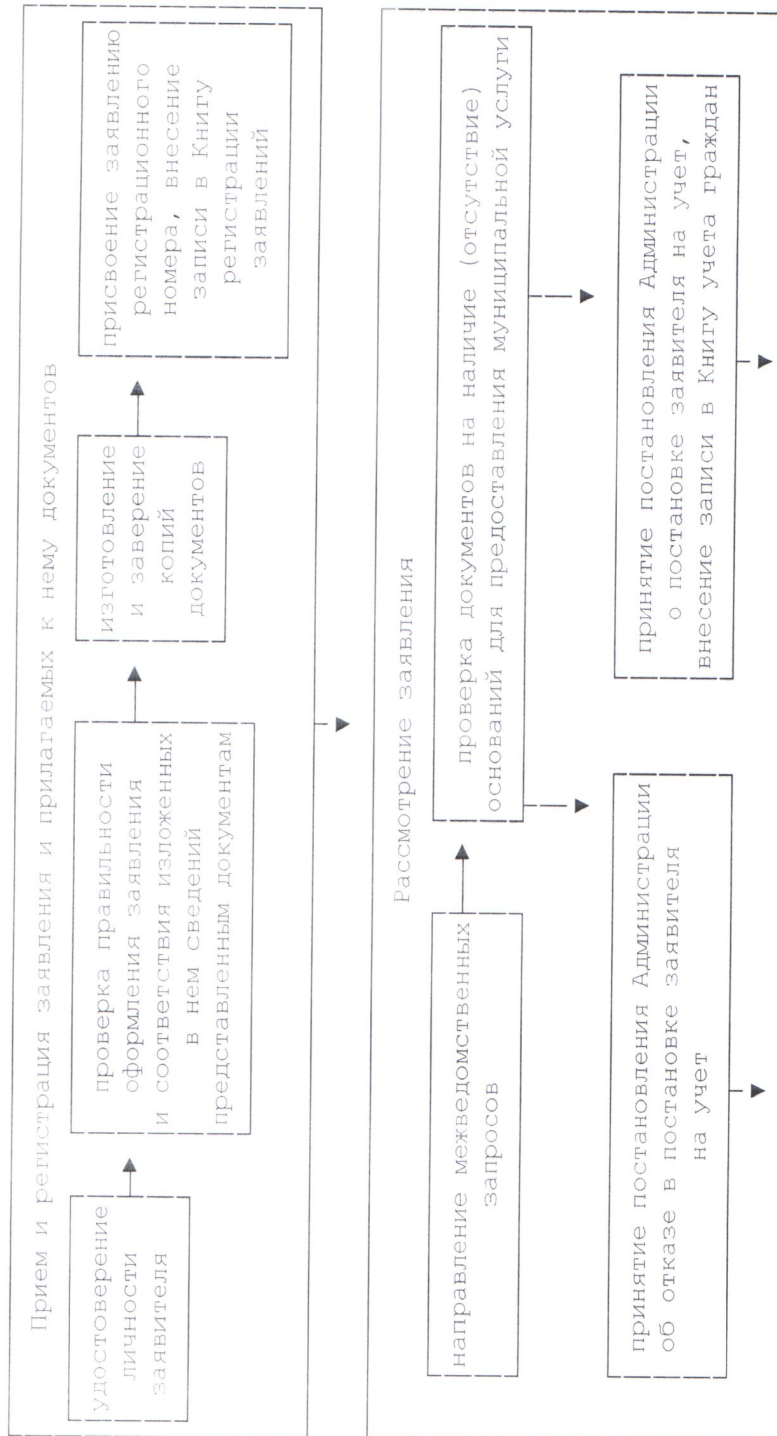 Прием и регистрация заявления и прилагаемых к нему документов
удостоверение
личности
заявителя
проверка правильности
оформления заявления
и соответствия изложенных
в нем сведений
представленным документам
изготовление
и заверение
копий
документов
присвоение заявлению
регистрационного
номера, внесение
записи в Книгу
регистрации
заявлений
Рассмотрение заявления
направление межведомственных
запросов
проверка документов на наличие (отсутствие)
оснований для предоставления муниципальной услуги
принятие постановления Администрации
об отказе в постановке заявителя
на учет
принятие постановления Администрации
о постановке заявителя на учет,
внесение записи в Книгу учета граждан